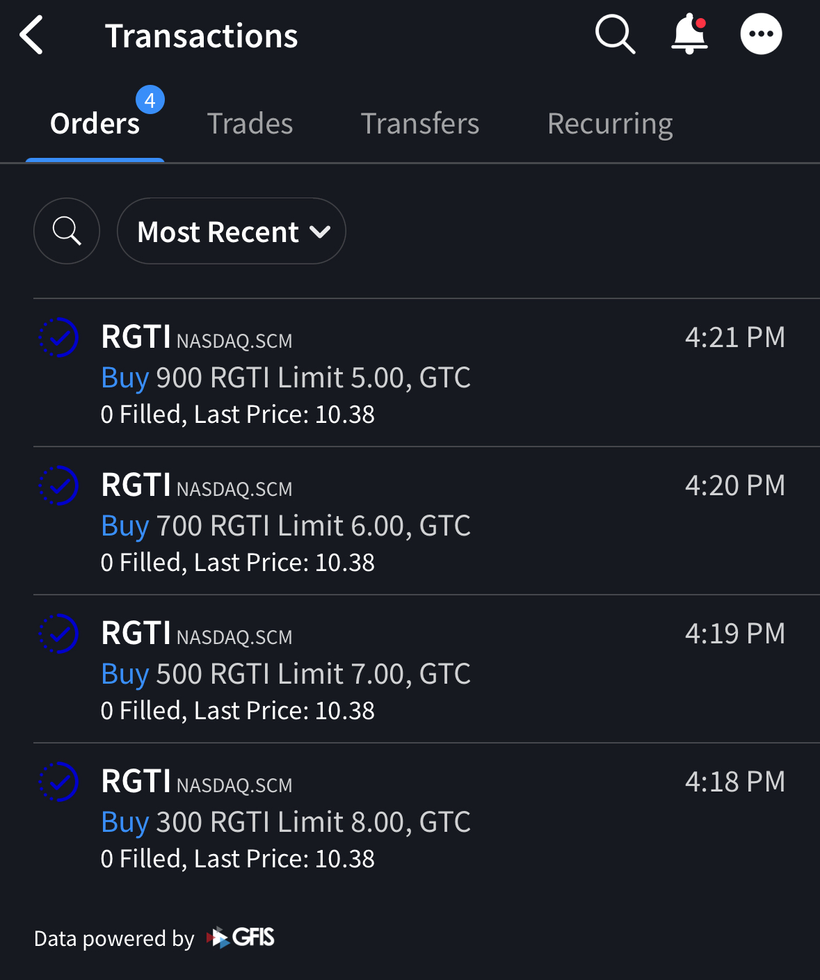 Transactions
4
Orders Trades Transfers Recurring
Most Recent
RGTI NASDAQ.SCM 4:21 PM
Buy 900 RGTI Limit 5.00, GTC
0 Filled, Last Price: 10.38
RGTI NASDAQ.SCM 4:20 PM
Buy 700 RGTI Limit 6.00, GTC
0 Filled, Last Price: 10.38
RGTI NASDAQ.SCM 4:19 PM
Buy 500 RGTI Limit 7.00, GTC
0 Filled, Last Price: 10.38
RGTI NASDAQ.SCM 4:18 PM
Buy 300 RGTI Limit 8.00, GTC
0 Filled, Last Price: 10.38
Data powered by GFIS